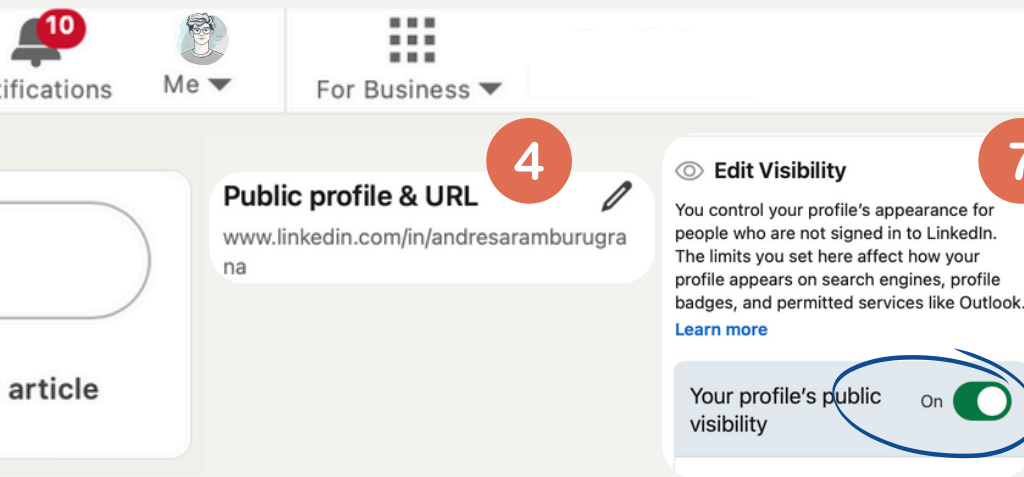 10
ifications
Me
For Business
article
4
Public profile & URL
www.linkedin.com/in/andresaramburugra
na
7
Edit Visibility
You control your profile’s appearance for
people who are not signed in to LinkedIn.
The limits you set here affect how your
profile appears on search engines, profile
badges, and permitted services like Outlook.
Learn more
Your profile’s public
visibility
On